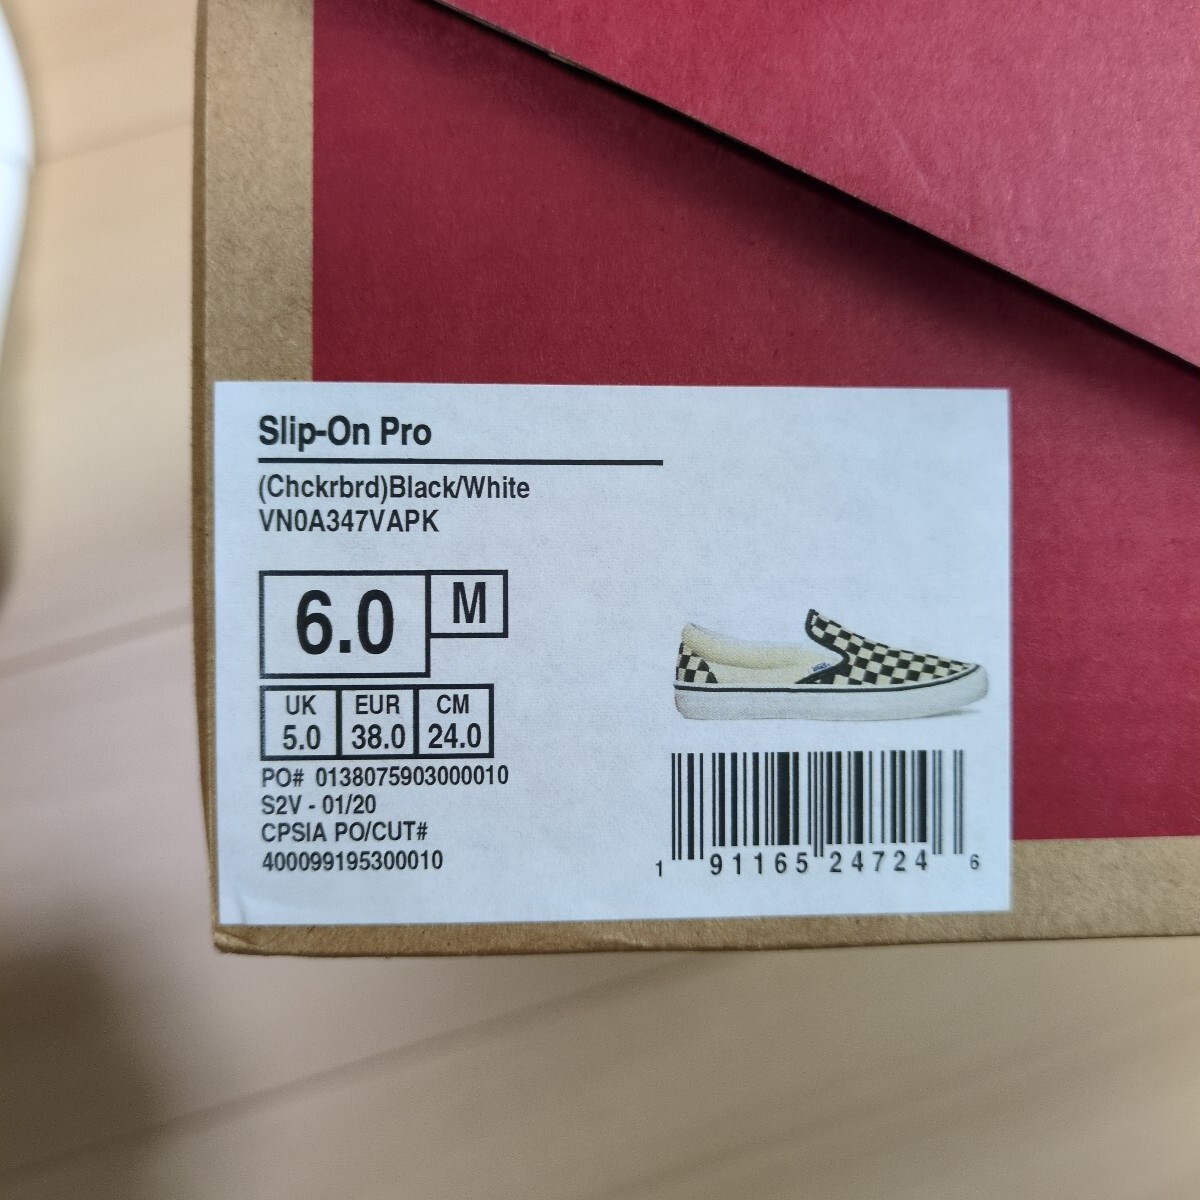 Slip-On Pro
(Chckrbrd)Black/White
VN0A347VAPK
6.0 M
UK EUR CM
5.0 38.0 24.0
PO# 0138075903000010
S2V - 01/20
CPSIA PO/CUT#
400099195300010
1 91165 24724 6